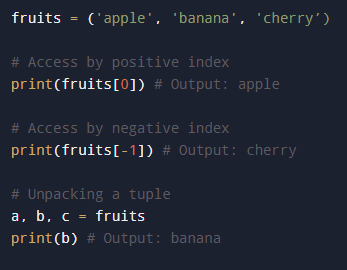 fruits = ('apple', 'banana', 'cherry’)
# Access by positive index
print(fruits[0]) # Output: apple
# Access by negative index
print(fruits[-1]) # Output: cherry
# Unpacking a tuple
a, b, c = fruits
print(b) # Output: banana